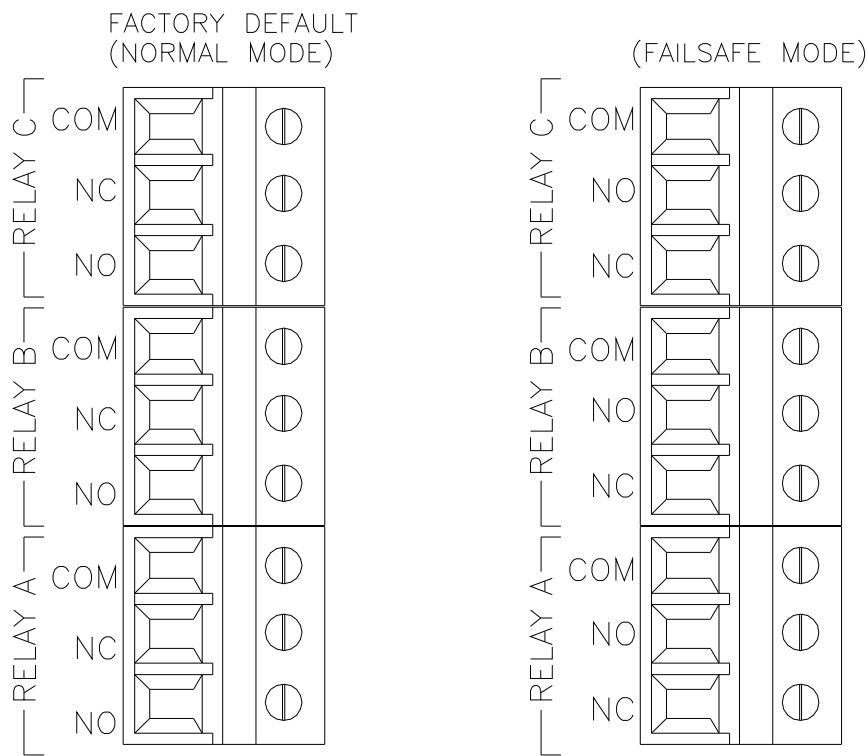 FACTORY DEFAULT
(NORMAL MODE)
RELAY C
COM
NC
NO
RELAY B
COM
NC
NO
RELAY A
COM
NC
NO
(FAILSAFE MODE)
RELAY C
COM
NO
NC
RELAY B
COM
NO
NC
RELAY A
COM
NO
NC